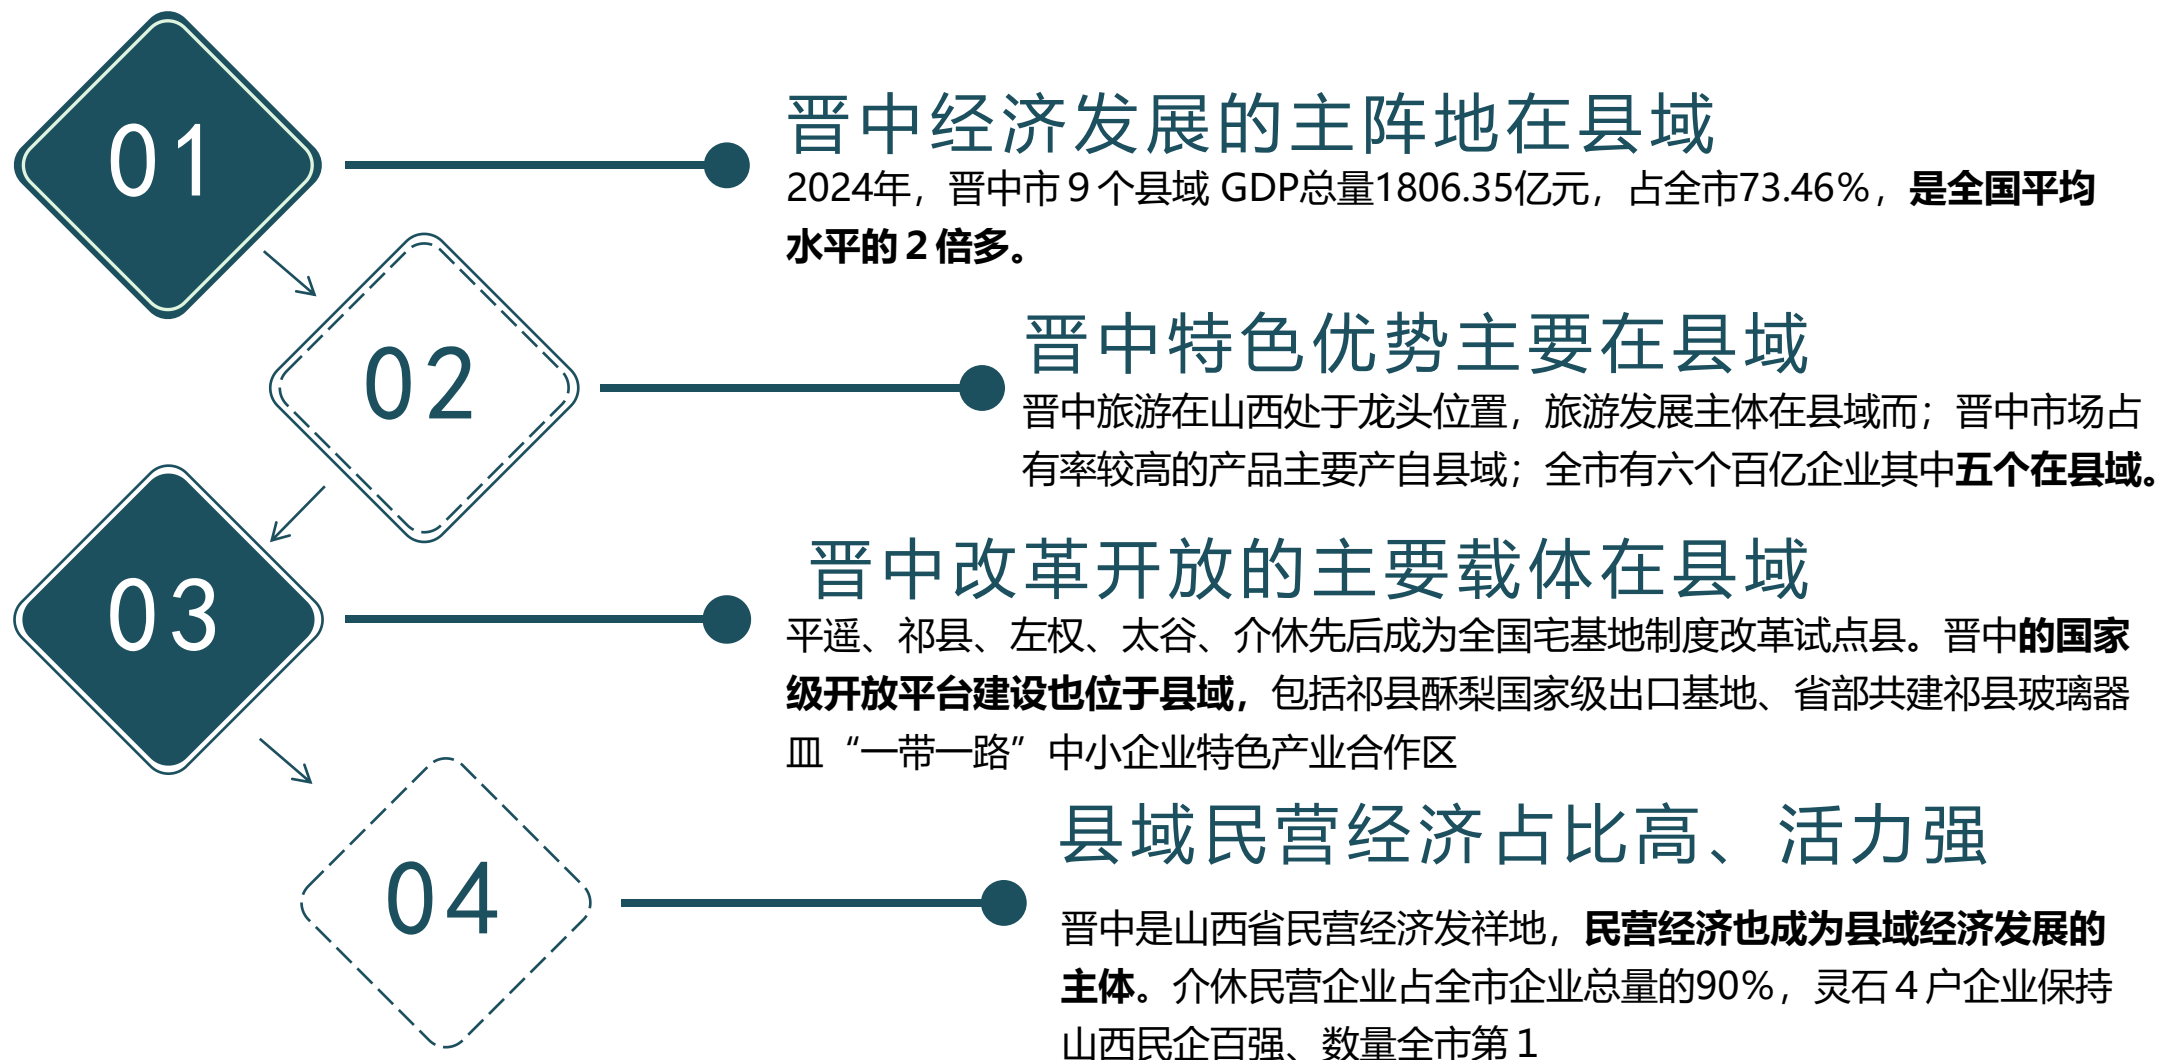 01
晋中经济发展的主阵地在县域
2024年，晋中市９个县域 GDP总量1806.35亿元，占全市73.46%，是全国平均
水平的２倍多。
02
晋中特色优势主要在县域
晋中旅游在山西处于龙头位置，旅游发展主体在县域而；晋中市场占
有率较高的产品主要产自县域；全市有六个百亿企业其中五个在县域。
03
晋中改革开放的主要载体在县域
平遥、祁县、左权、太谷、介休先后成为全国宅基地制度改革试点县。晋中的国家
级开放平台建设也位于县域，包括祁县酥梨国家级出口基地、省部共建祁县玻璃器
皿“一带一路”中小企业特色产业合作区
04
县域民营经济占比高、活力强
晋中是山西省民营经济发祥地，民营经济也成为县域经济发展的
主体。介休民营企业占全市企业总量的90%，灵石４户企业保持
山西民企百强、数量全市第１